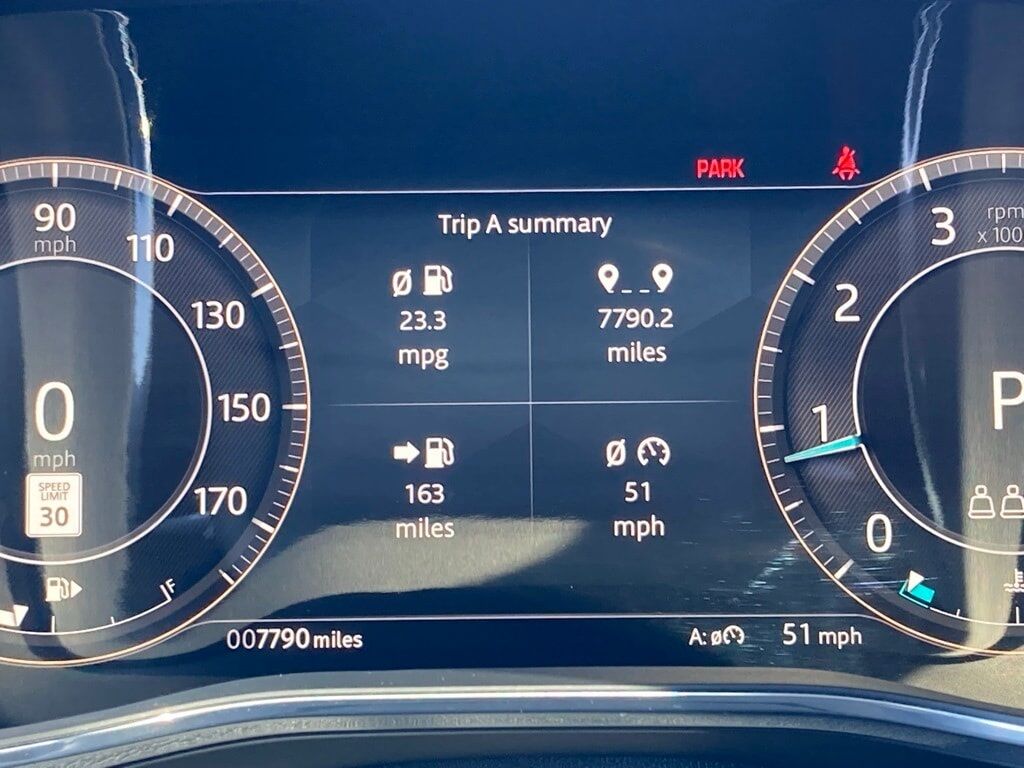 PARK
Trip A summary
90
mph
110
130
150
170
0
mph
SPEED
LIMIT
30
F
Ø
23.3
mpg
7790.2
miles
163
miles
Ø
51
mph
3
2
1
0
rpm
x 100
P
007790 miles
A: ø
51 mph